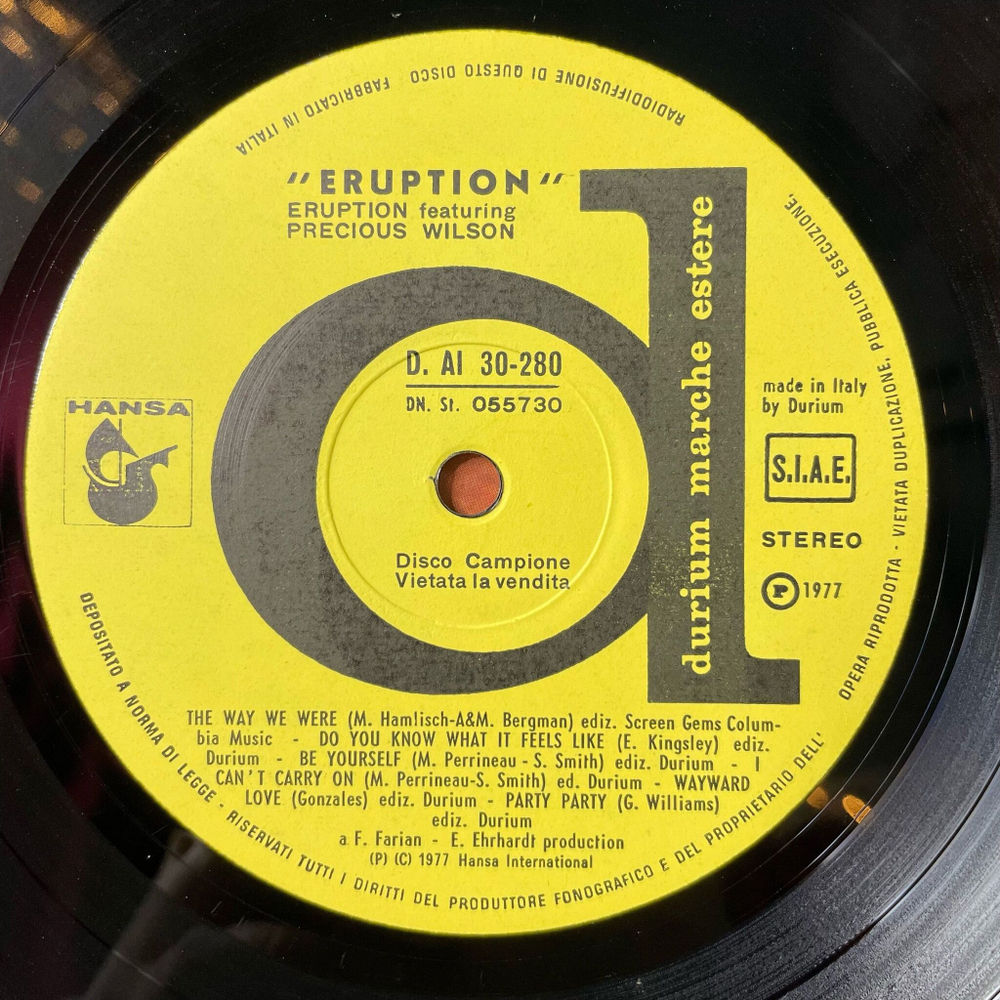 RADIODIFFUSIONE DI QUESTO DISCO FABBRICATO IN ITALIA
"ERUPTION"
ERUPTION featuring
PRECIOUS WILSON
durium marche estere
D. AI 30-280
DN. St. 055730
HANSA
made in Italy
by Durium
S.I.A.E.
STEREO
P 1977
Disco Campione
Vietata la vendita
THE WAY WE WERE (M. Hamlisch-A&M. Bergman) ediz. Screen Gems Colum-
bia Music - DO YOU KNOW WHAT IT FEELS LIKE (E. Kingsley) ediz.
Durium - BE YOURSELF (M. Perrineau - S. Smith) ediz. Durium - I
CAN'T CARRY ON (M. Perrineau-S. Smith) ed. Durium - WAYWARD
LOVE (Gonzales) ediz. Durium - PARTY PARTY (G. Williams)
ediz. Durium
a F. Farian - E. Ehrhardt production
(P) (C) 1977 Hansa International
DEPOSITATO A NORMA DI LEGGE - RISERVATI TUTTI I DIRITTI DEL PRODUTTORE FONOGRAFICO E DEL PROPRIETARIO DELL'
OPERA RIPRODOTTA - VIETATA DUPLICAZIONE, PUBBLICA ESECUZIONE,